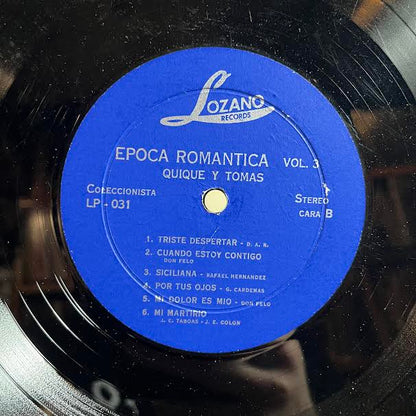 LOZANO
RECORDS
EPOCA ROMANTICA VOL. 3
QUIQUE Y TOMAS
COLECCIONISTA
LP - 031
STEREO
CARA B
1. TRISTE DESPERTAR - D. A. R.
2. CUANDO ESTOY CONTIGO
DON FELO
3. SICILIANA - RAFAEL HERNANDEZ
4. POR TUS OJOS - G. CARDENAS
5. MI DOLOR ES MIO - DON FELO
6. MI MARTIRIO
J. E. TABOAS - J. E. COLON